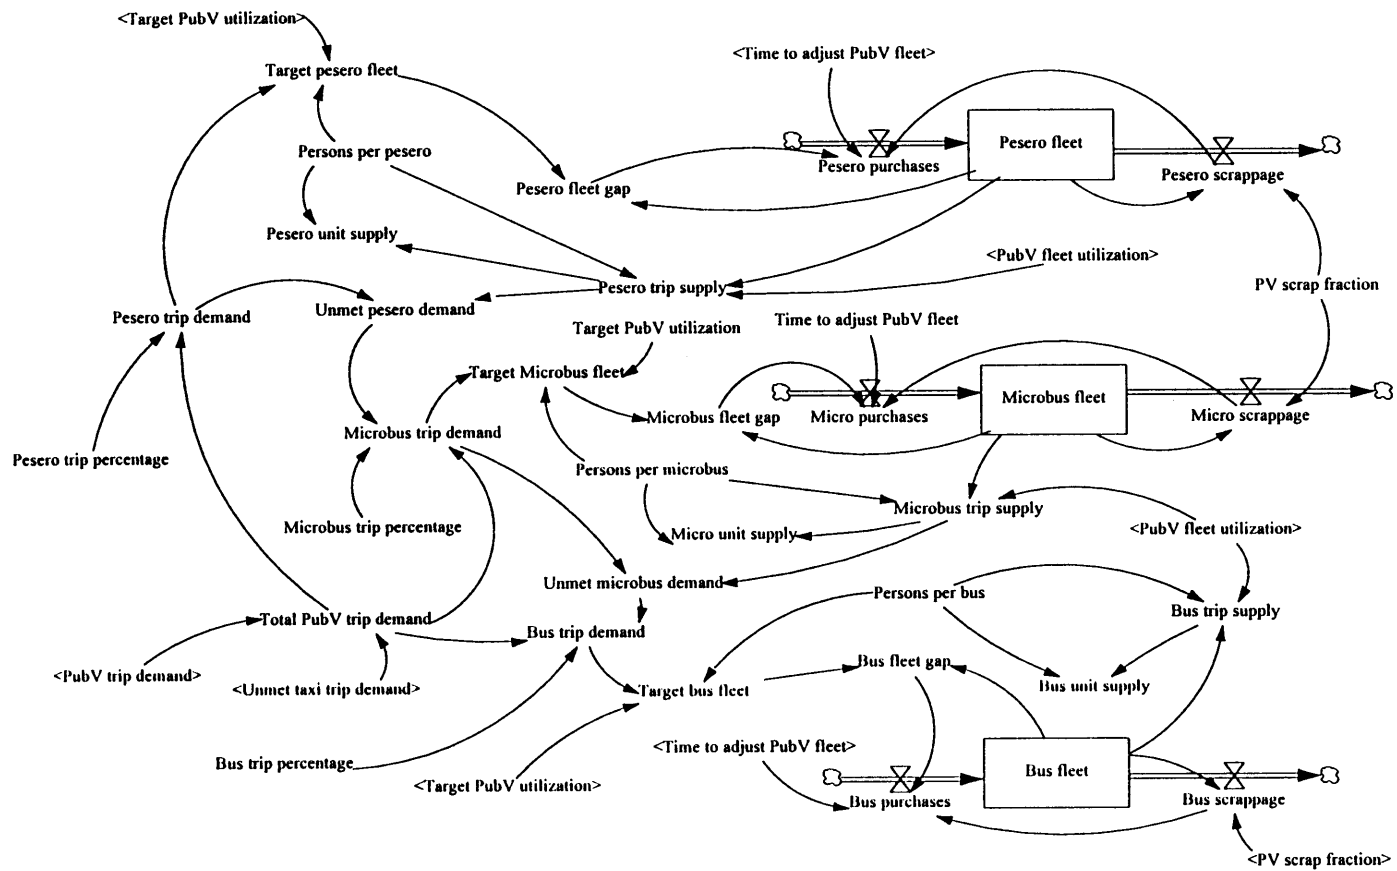 <Target PubV utilization>
<Time to adjust PubV fleet>
Target pesero fleet
Persons per pesero
Pesero fleet
Pesero purchases
Pesero scrappage
Pesero fleet gap
Pesero unit supply
<PubV fleet utilization>
Pesero trip supply
PV scrap fraction
Pesero trip demand
Unmet pesero demand
Target PubV utilization
Time to adjust PubV fleet
Target Microbus fleet
Microbus fleet
Microbus fleet gap
Micro purchases
Micro scrappage
Microbus trip demand
Pesero trip percentage
Persons per microbus
Microbus trip supply
Microbus trip percentage
Micro unit supply
<PubV fleet utilization>
Unmet microbus demand
Persons per bus
Bus trip supply
Total PubV trip demand
Bus trip demand
Bus fleet gap
<PubV trip demand>
<Unmet taxi trip demand>
Target bus fleet
Bus unit supply
<Time to adjust PubV fleet>
Bus trip percentage
<Target PubV utilization>
Bus fleet
Bus purchases
Bus scrappage
<PV scrap fraction>